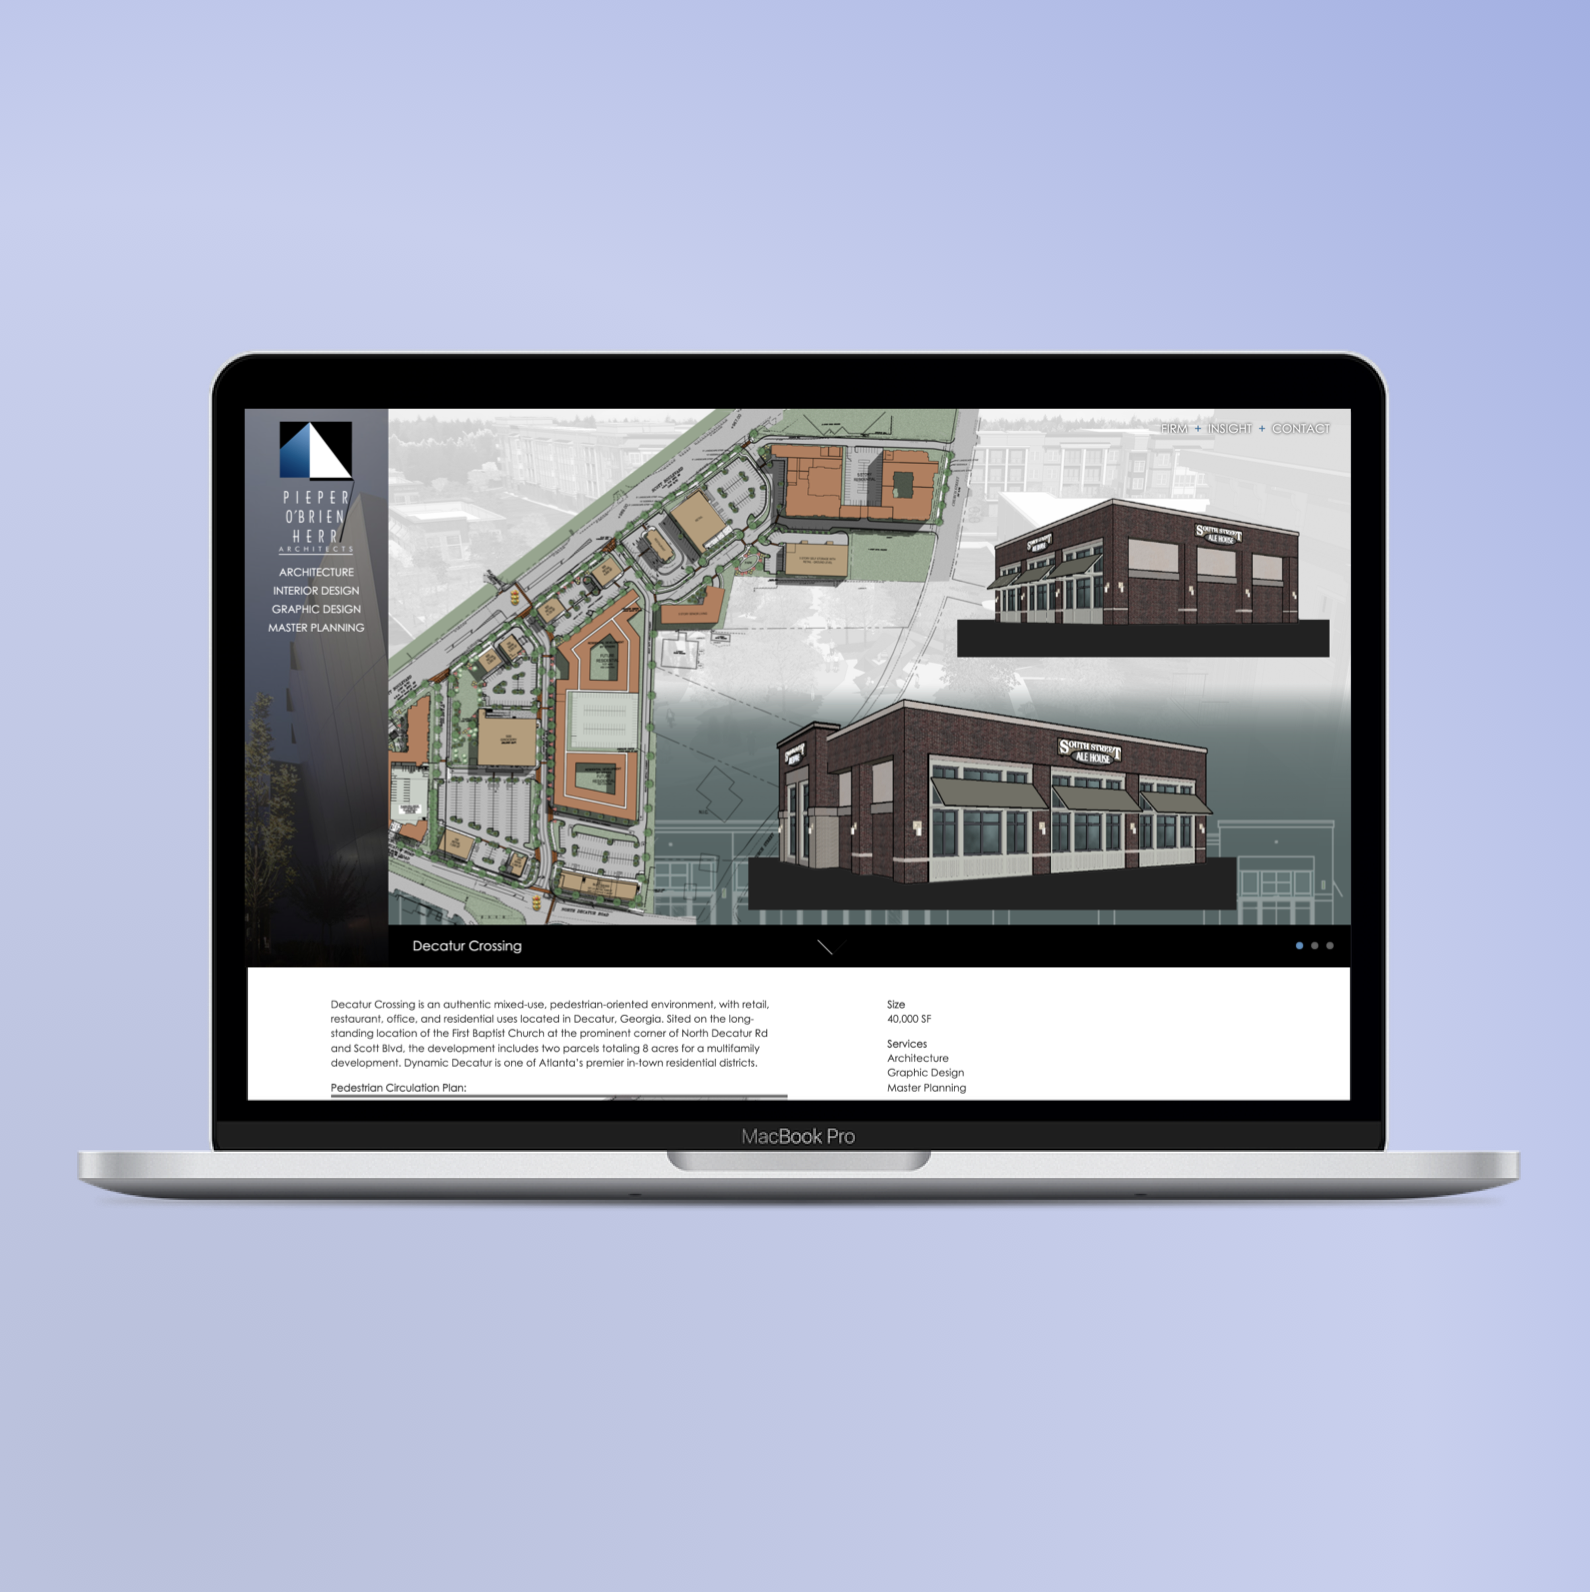 PIEPER
O'BRIEN
HERR
ARCHITECTS
ARCHITECTURE
INTERIOR DESIGN
GRAPHIC DESIGN
MASTER PLANNING
FIRM + INSIGHT + CONTACT
SOUTH STREET
ALE HOUSE
SOUTH STREET
ALE HOUSE
NORTH DECATUR ROAD
Decatur Crossing
Decatur Crossing is an authentic mixed-use, pedestrian-oriented environment, with retail,
restaurant, office, and residential uses located in Decatur, Georgia. Sited on the long-
standing location of the First Baptist Church at the prominent corner of North Decatur Rd
and Scott Blvd, the development includes two parcels totaling 8 acres for a multifamily
development. Dynamic Decatur is one of Atlanta's premier in-town residential districts.
Pedestrian Circulation Plan:
Size
40,000 SF
Services
Architecture
Graphic Design
Master Planning
MacBook Pro